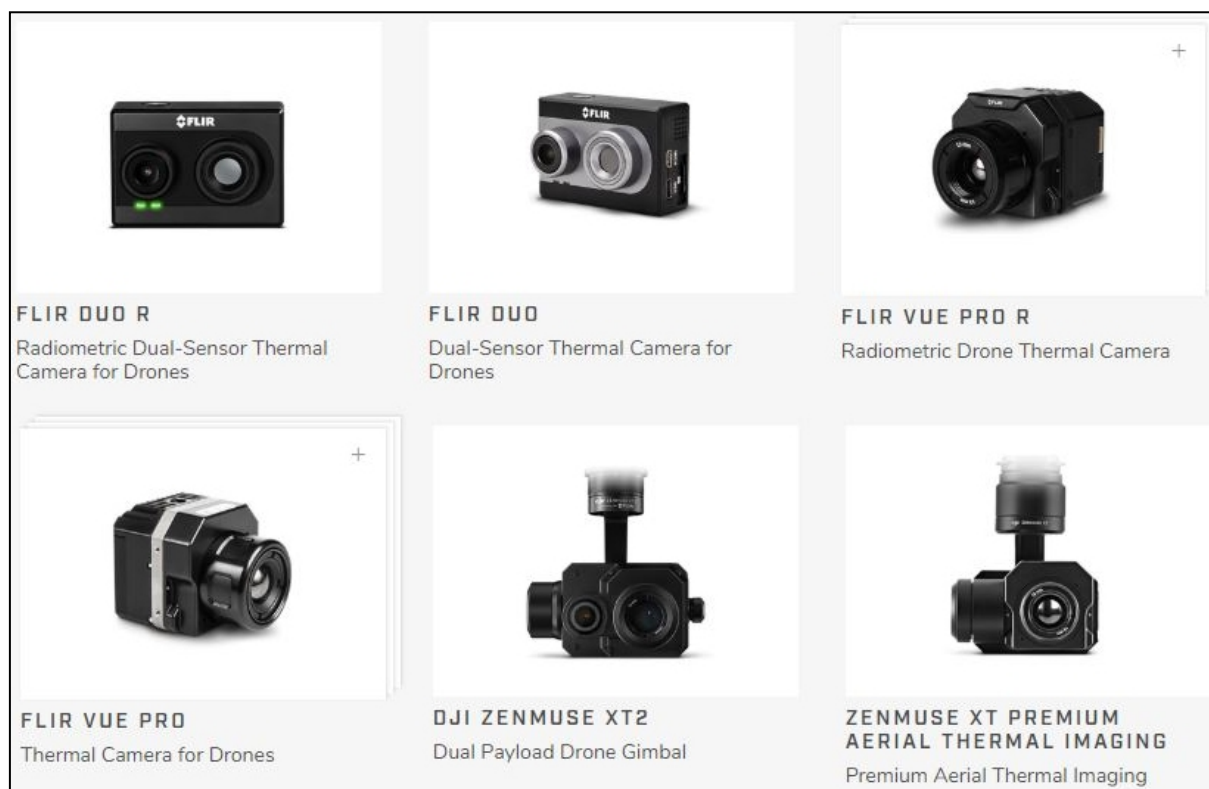 FLIR
FLIR
+
FLIR
FLIR DUO R
Radiometric Dual-Sensor Thermal
Camera for Drones
FLIR DUO
Dual-Sensor Thermal Camera for
Drones
FLIR VUE PRO R
Radiometric Drone Thermal Camera
+
FLIR VUE PRO
Thermal Camera for Drones
DJI ZENMUSE XT2
Dual Payload Drone Gimbal
ZENMUSE XT PREMIUM
AERIAL THERMAL IMAGING
Premium Aerial Thermal Imaging